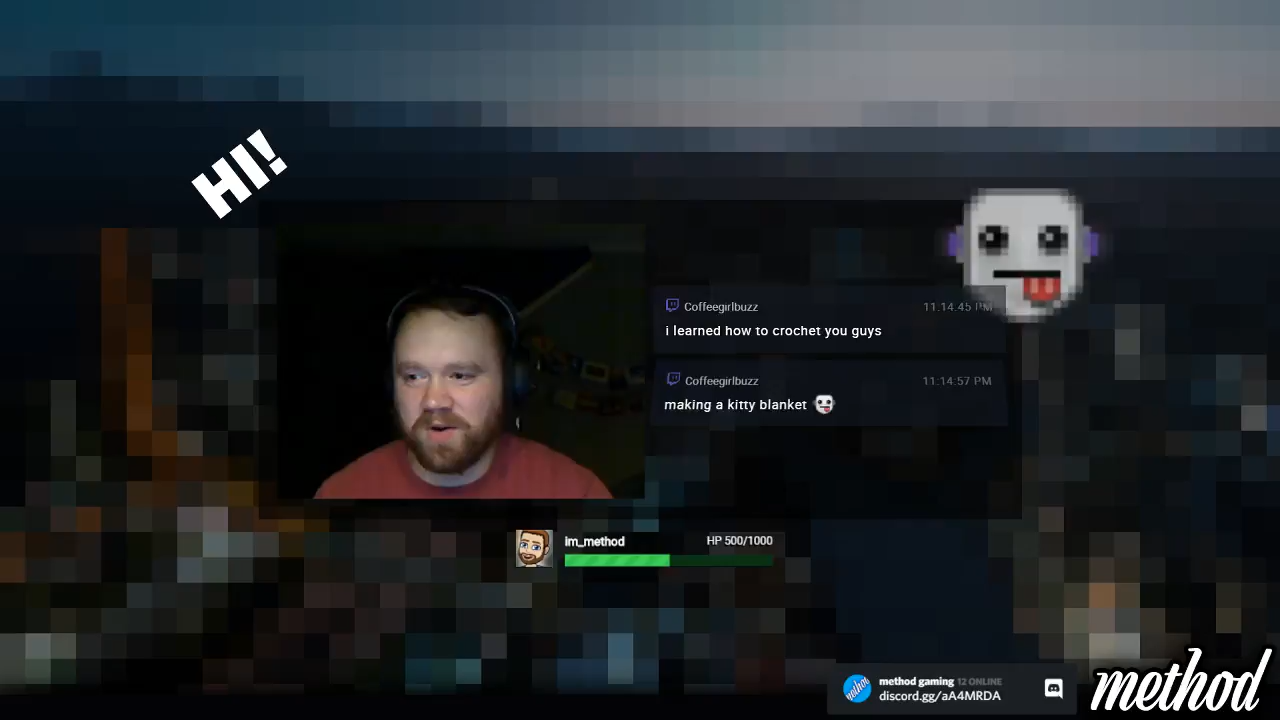 HI!
Coffeegirlbuzz 11:14.45 PM
i learned how to crochet you guys
Coffeegirlbuzz 11:14:57 PM
making a kitty blanket
im_method HP 500/1000
method gaming 12 ONLINE
discord.gg/aA4MRDA
method
method